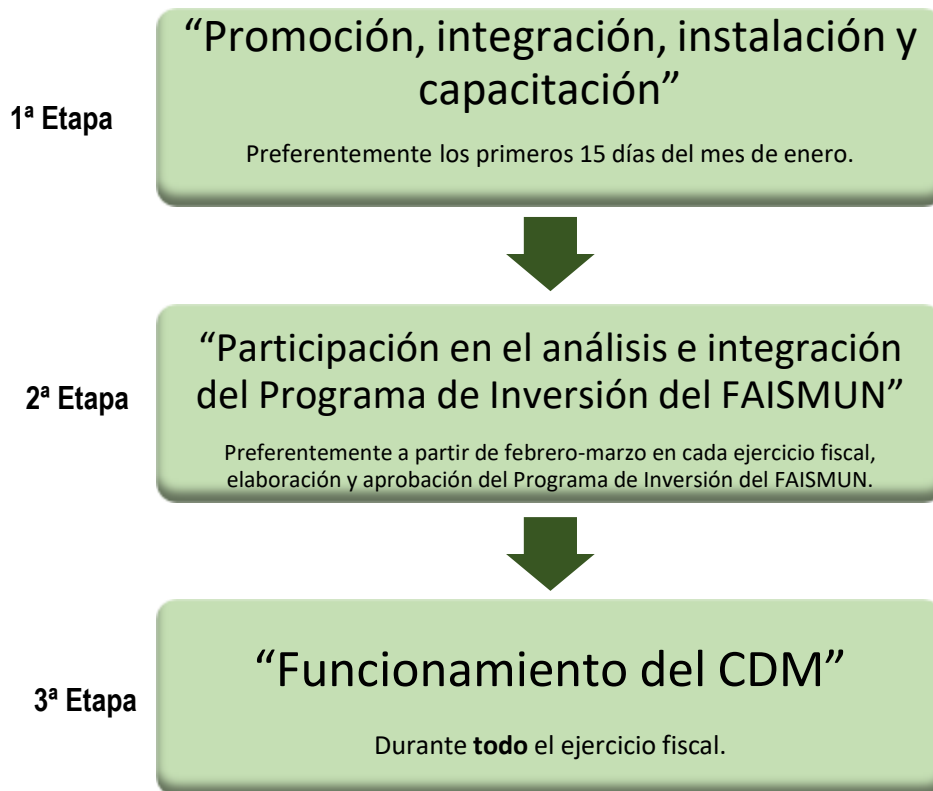 “Promoción, integración, instalación y
capacitación”
1ª Etapa
Preferentemente los primeros 15 días del mes de enero.
“Participación en el análisis e integración
del Programa de Inversión del FAISMUN”
2ª Etapa
Preferentemente a partir de febrero-marzo en cada ejercicio fiscal,
elaboración y aprobación del Programa de Inversión del FAISMUN.
“Funcionamiento del CDM”
3ª Etapa
Durante todo el ejercicio fiscal.